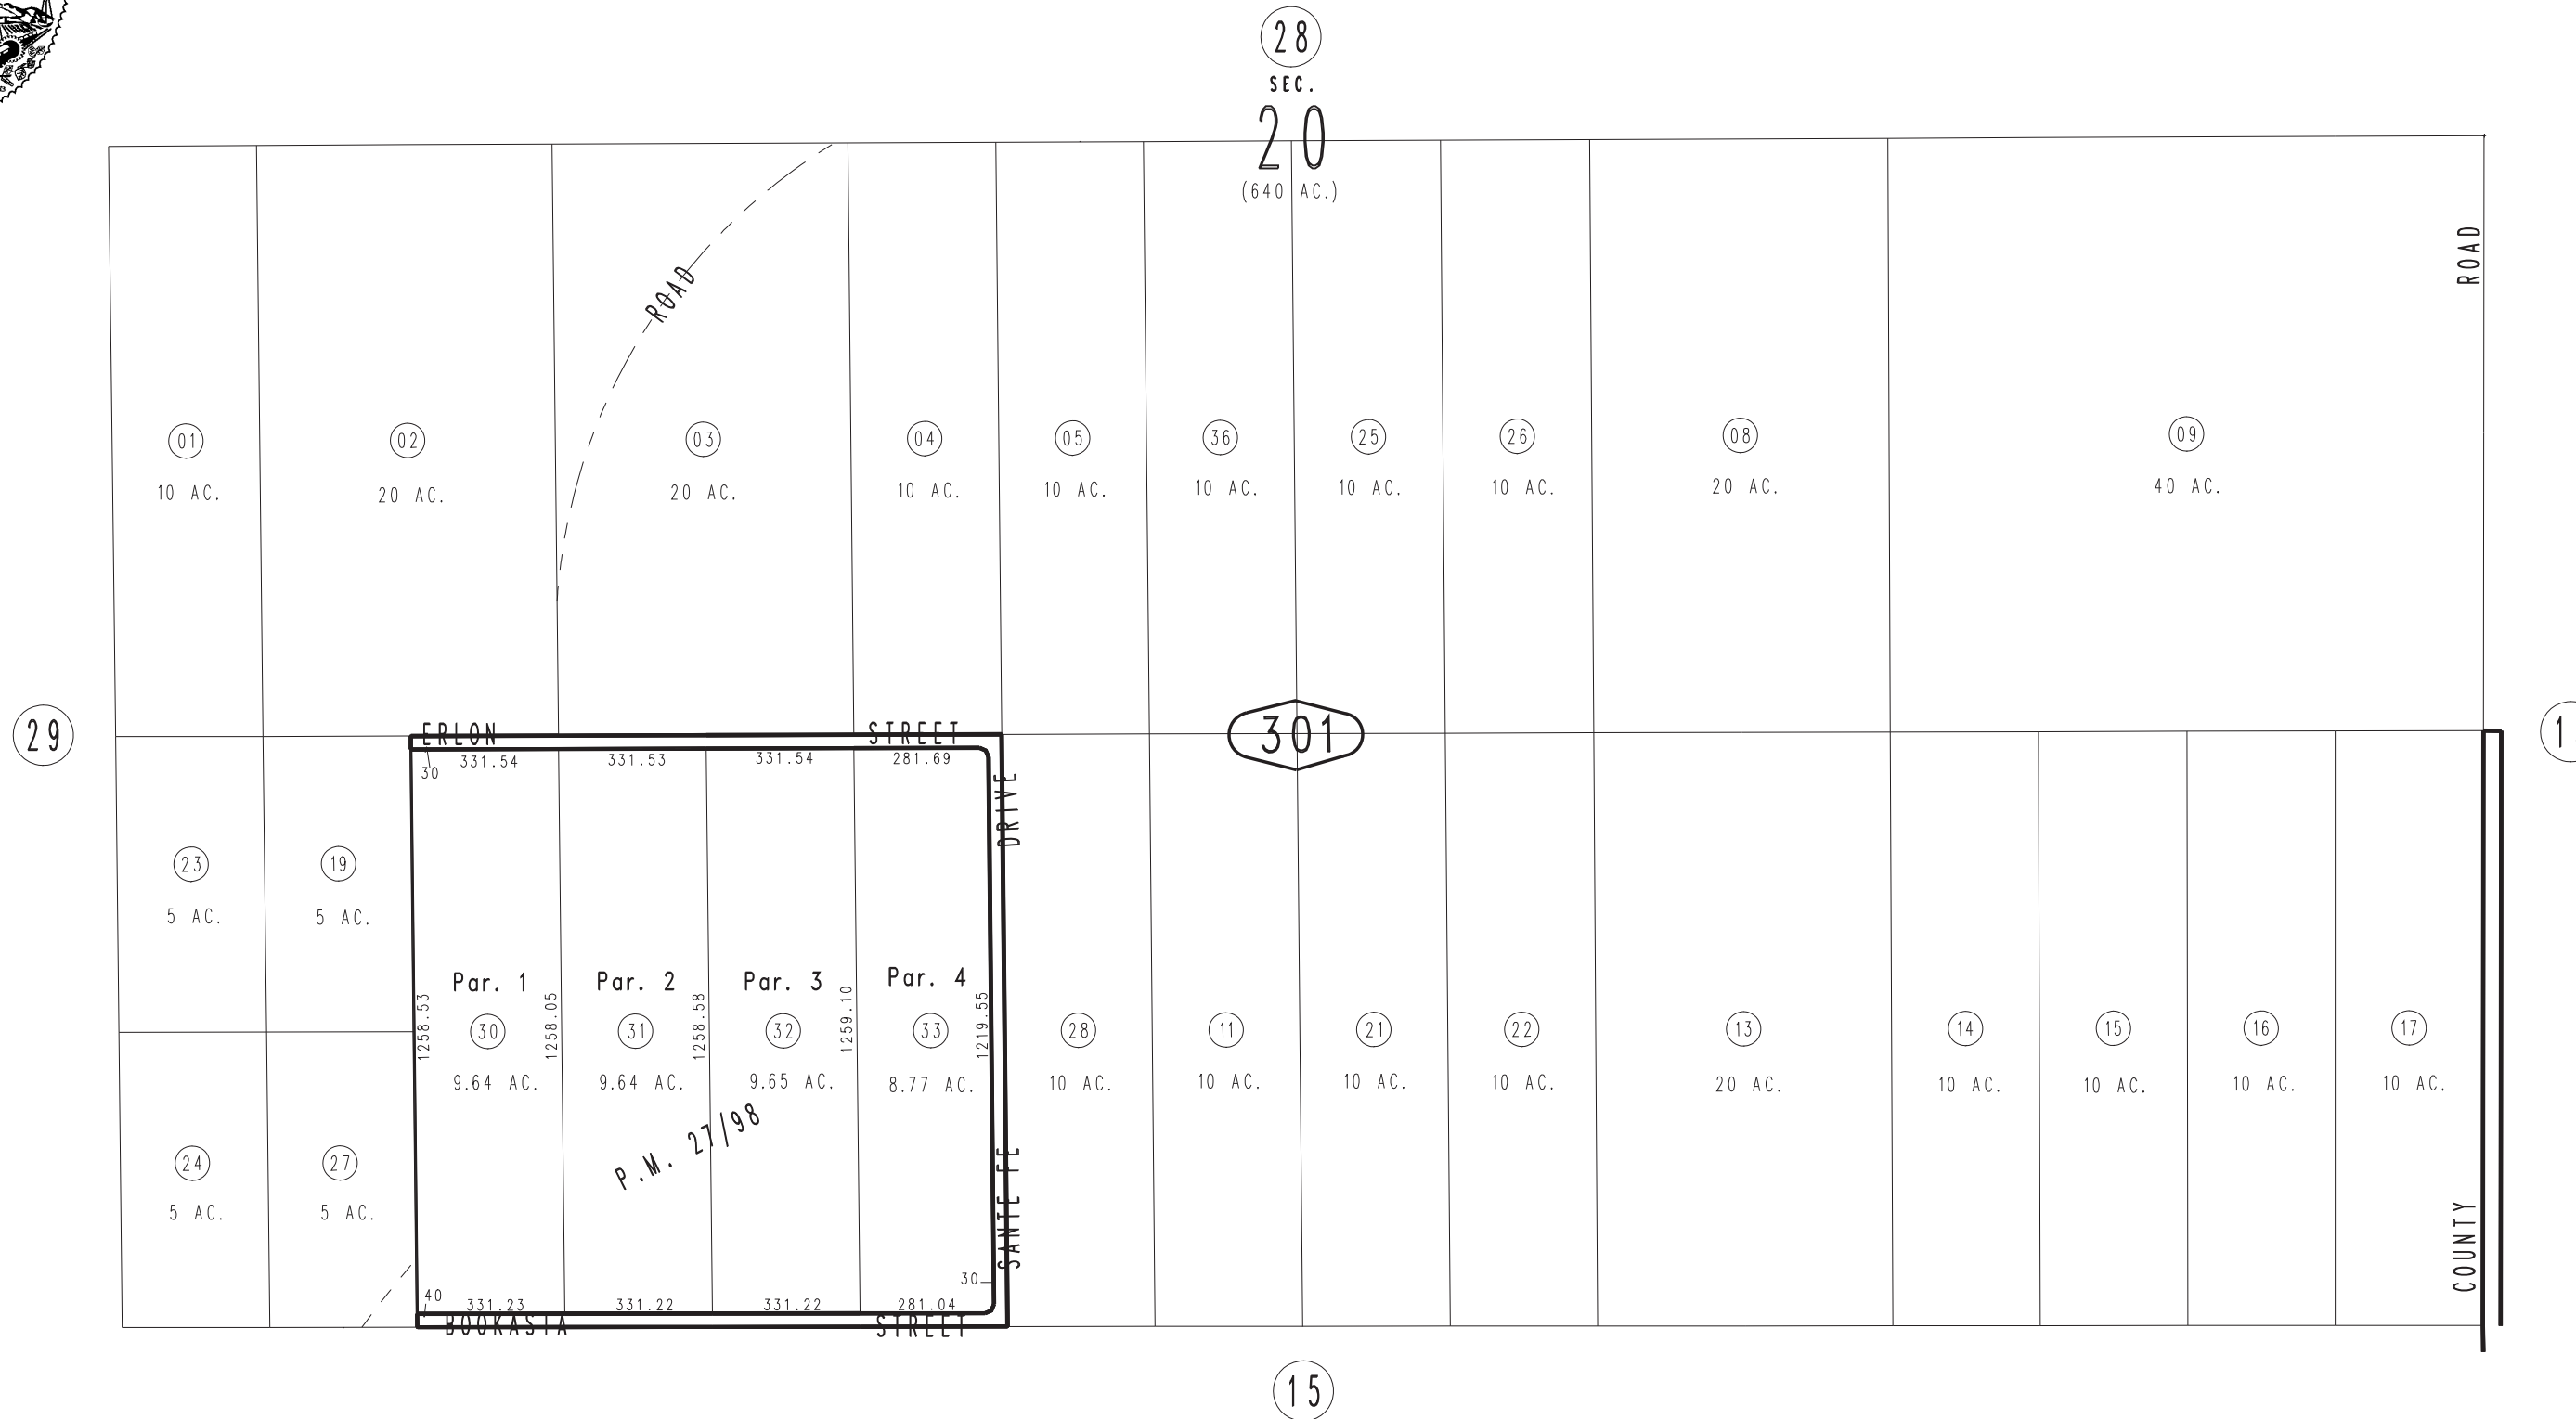 28
SEC.
20
(640 AC.)
ROAD
ROAD
01
10 AC.
02
20 AC.
03
20 AC.
04
10 AC.
05
10 AC.
36
10 AC.
25
10 AC.
26
10 AC.
08
20 AC.
09
40 AC.
29
ERLON STREET
301
30
331.54
331.53
331.54
281.69
DRIVE
23
5 AC.
19
5 AC.
Par. 1
30
9.64 AC.
1258.53
1258.05
Par. 2
31
9.64 AC.
1258.58
Par. 3
32
9.65 AC.
1259.10
Par. 4
33
8.77 AC.
1219.55
P.M. 27/98
28
10 AC.
11
10 AC.
21
10 AC.
22
10 AC.
13
20 AC.
14
10 AC.
15
10 AC.
16
10 AC.
17
10 AC.
24
5 AC.
27
5 AC.
SANTE FE
COUNTY
30
40
331.23
331.22
331.22
281.04
BOOKASTA STREET
15